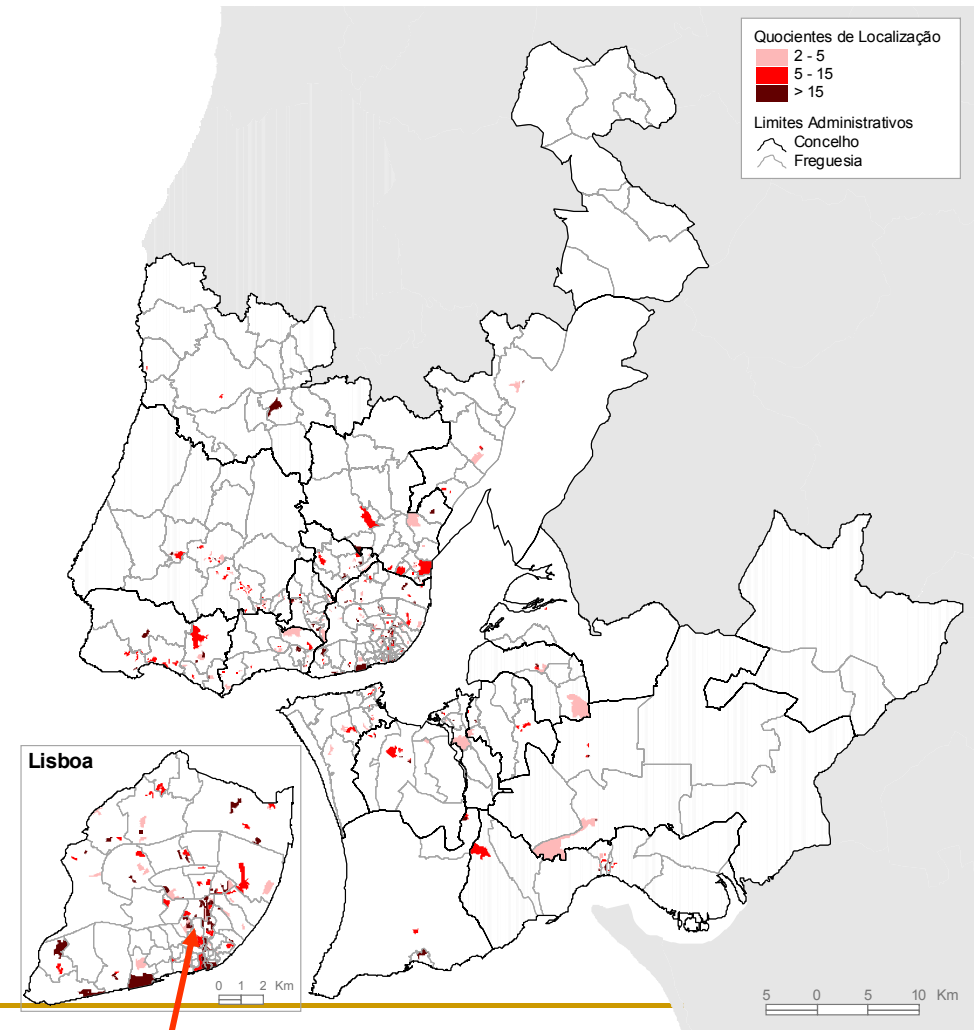 Quocientes de Localização
2 - 5
5 - 15
> 15
Limites Administrativos
Concelho
Freguesia
Lisboa
0 1 2 Km
5 0 5 10 Km